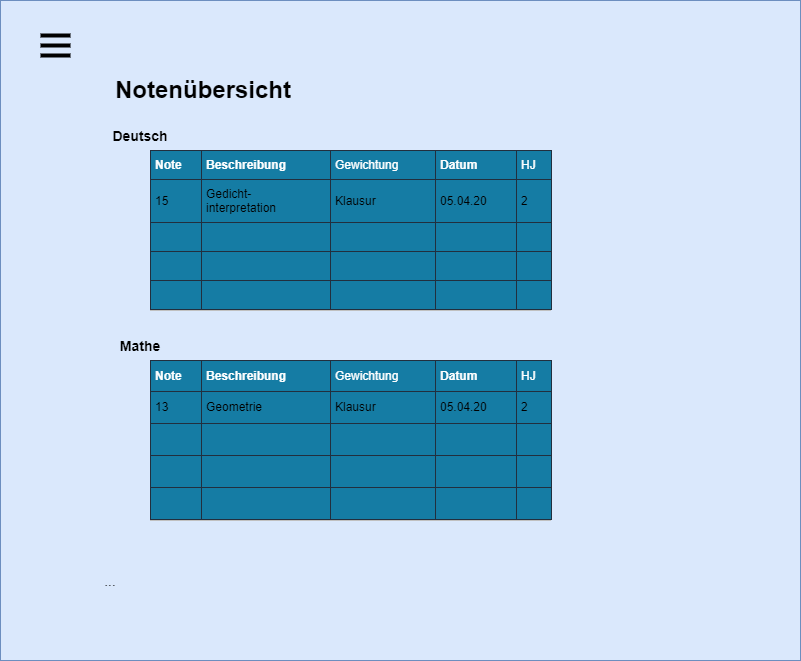 Notenübersicht
Deutsch
Note Beschreibung Gewichtung Datum HJ
15 Gedicht-
interpretation Klausur 05.04.20 2
Mathe
Note Beschreibung Gewichtung Datum HJ
13 Geometrie Klausur 05.04.20 2
...